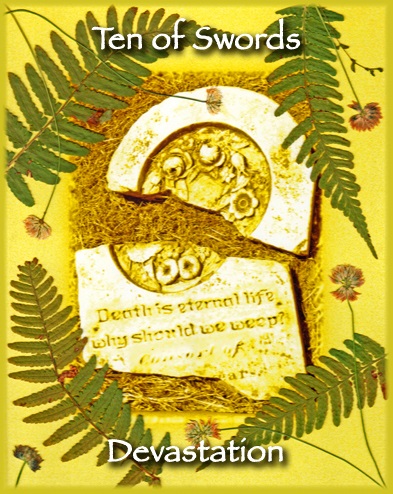 Ten of Swords
Death is eternal life,
why should we weep?
Devastation